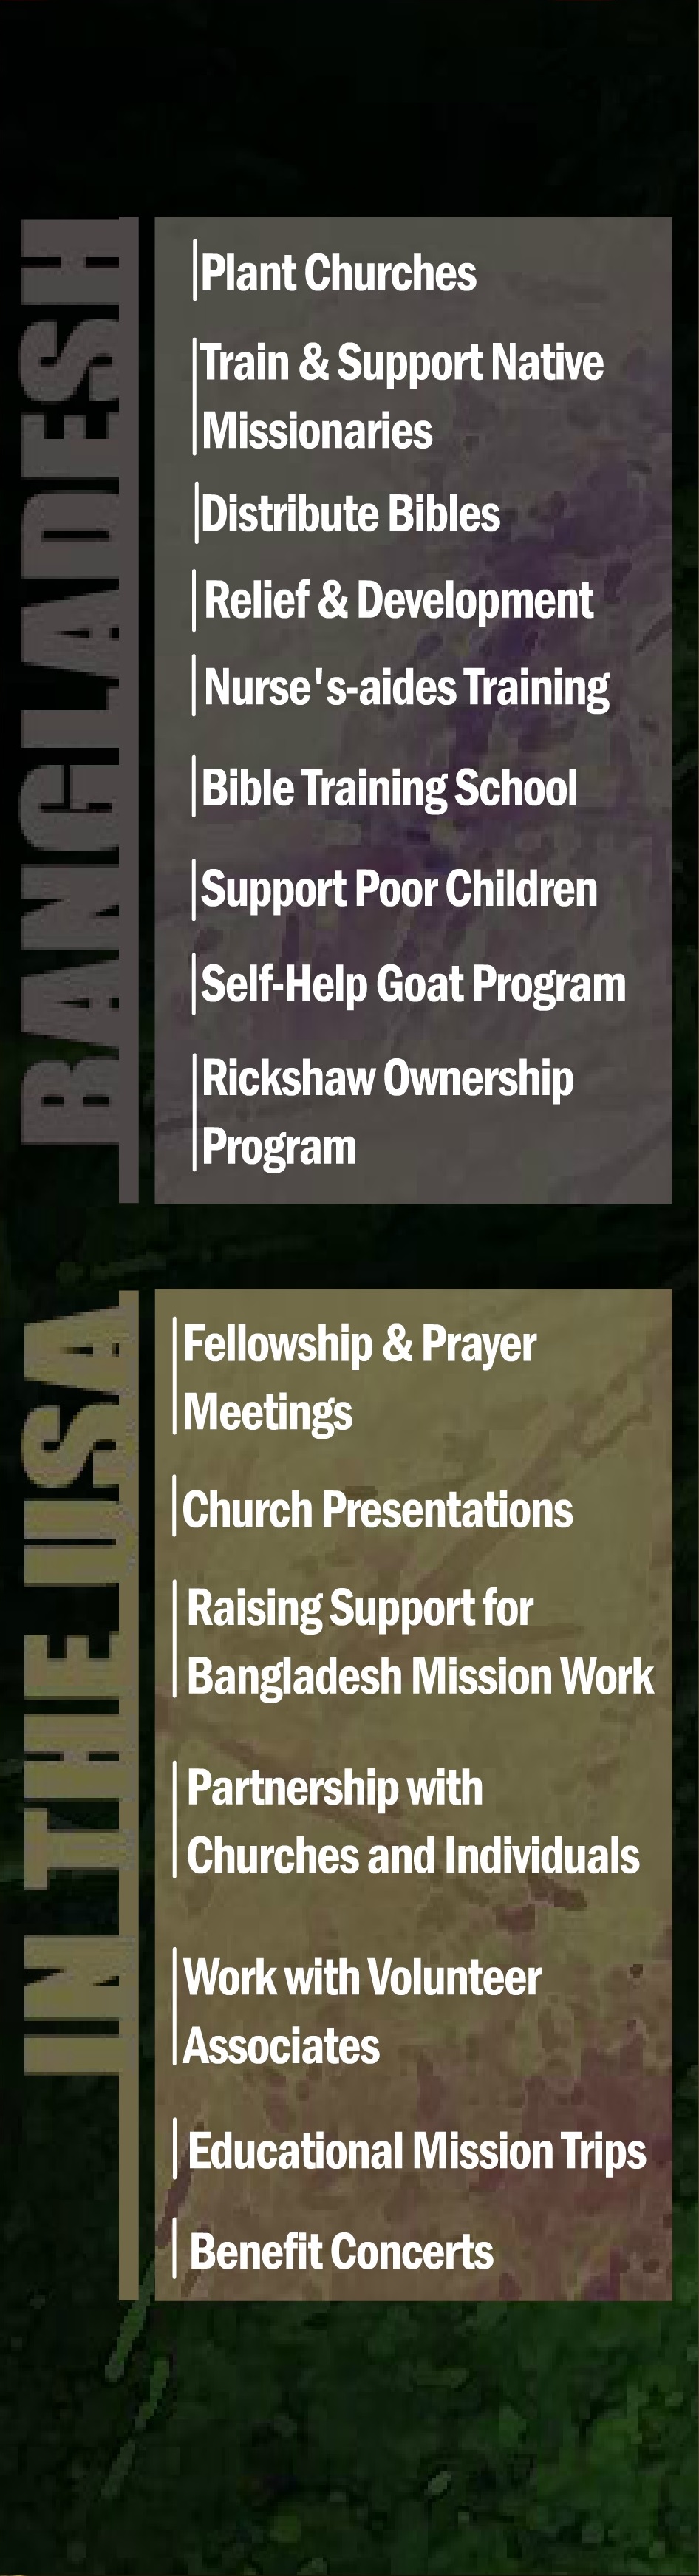 BANGLADESH
Plant Churches
Train & Support Native
Missionaries
Distribute Bibles
Relief & Development
Nurse's-aides Training
Bible Training School
Support Poor Children
Self-Help Goat Program
Rickshaw Ownership
Program
IN THE USA
Fellowship & Prayer
Meetings
Church Presentations
Raising Support for
Bangladesh Mission Work
Partnership with
Churches and Individuals
Work with Volunteer
Associates
Educational Mission Trips
Benefit Concerts